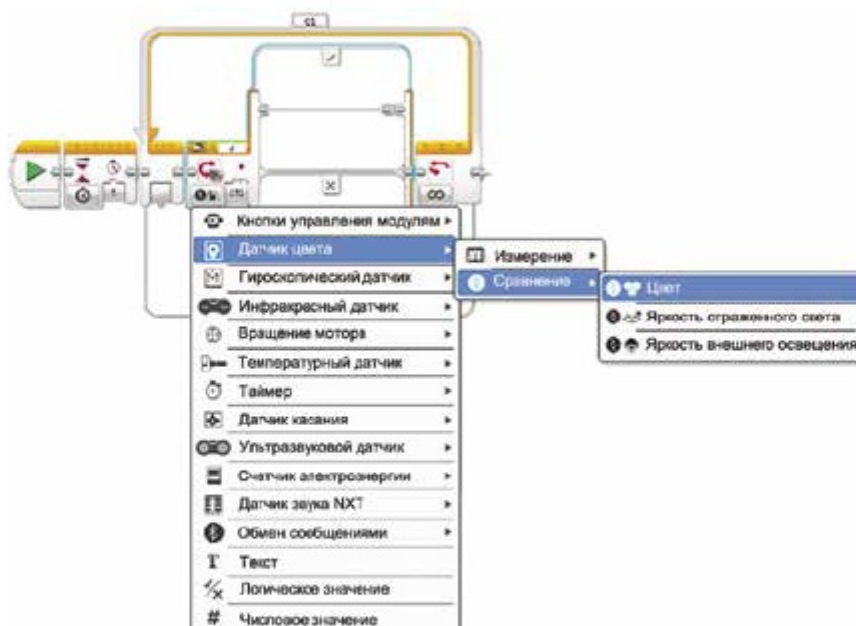 Кнопки управления модулям
Датчик цвета
Гироскопический датчик
Инфракрасный датчик
Вращение мотора
Температурный датчик
Таймер
Датчик касания
Ультразвуковой датчик
Счетчик электроэнергии
Датчик звука NXT
Обмен сообщениями
T Текст
Логическое значение
# Числовое значение
Измерение
Сравнение
Цвет
Яркость отраженного света
Яркость внешнего освещения